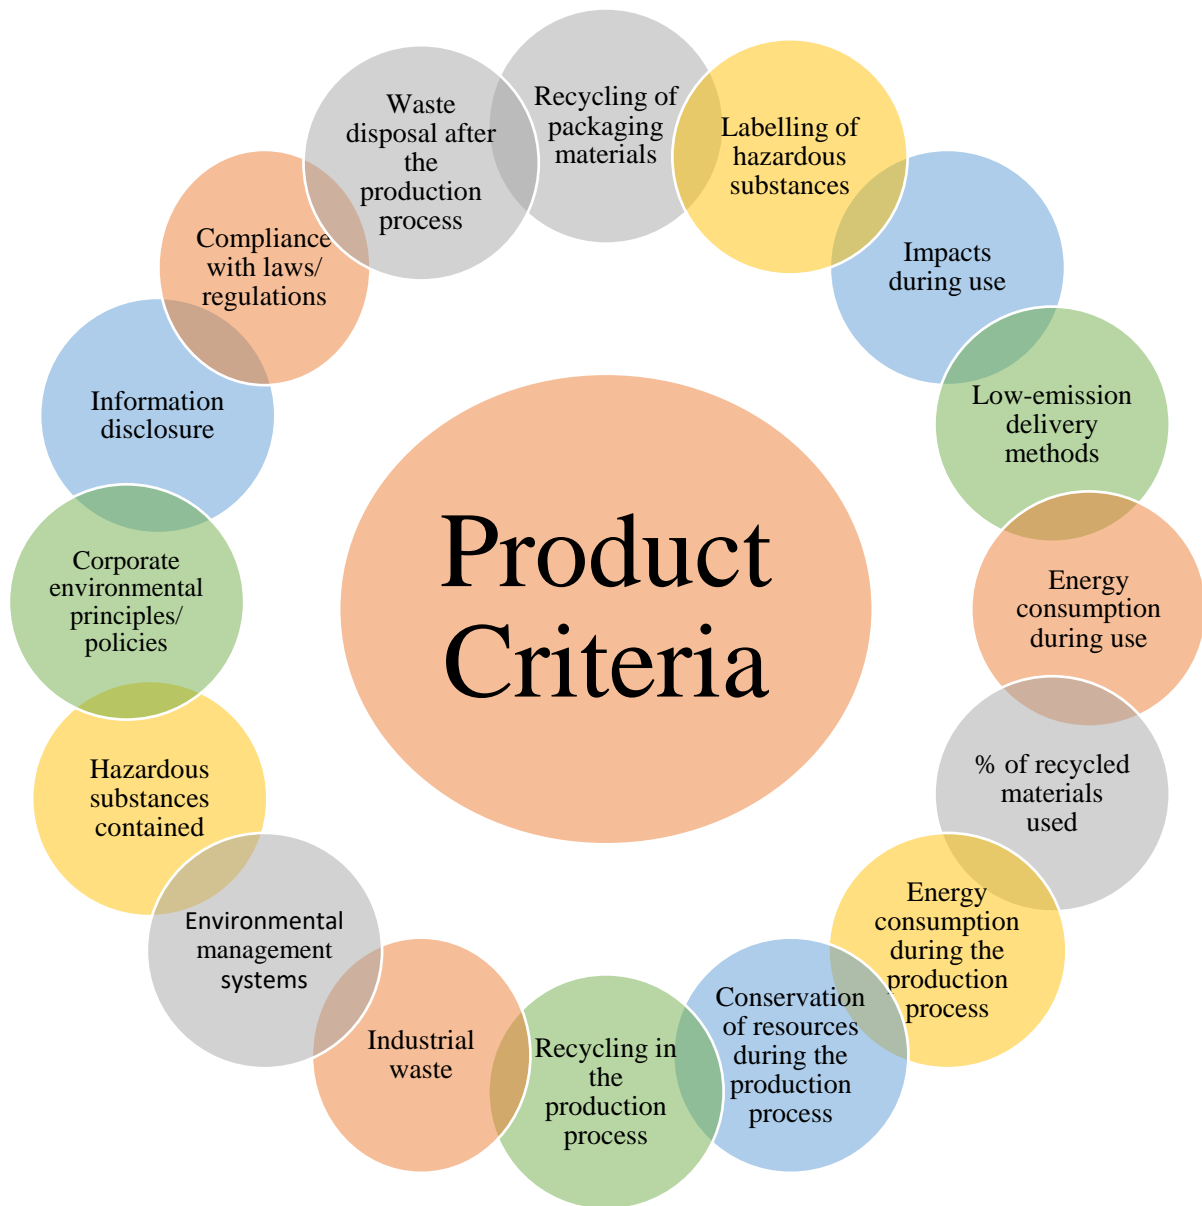 Recycling of
packaging
materials
Labelling of
hazardous
substances
Impacts
during use
Low-emission
delivery
methods
Energy
consumption
during use
% of recycled
materials
used
Energy
consumption
during the
production
process
Conservation
of resources
during the
production
process
Recycling in
the
production
process
Industrial
waste
Environmental
management
systems
Hazardous
substances
contained
Corporate
environmental
principles/
policies
Information
disclosure
Compliance
with laws/
regulations
Waste
disposal after
the
production
process
Product
Criteria